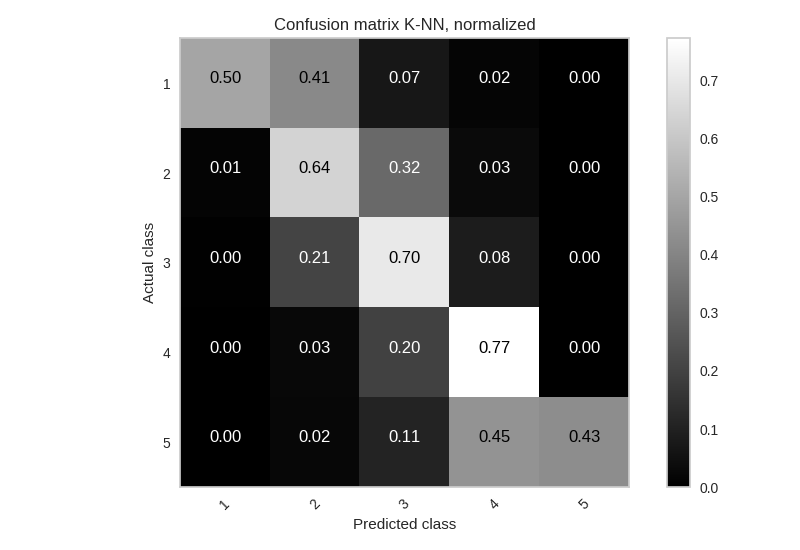 Confusion matrix K-NN, normalized
Actual class
1 0.50 0.41 0.07 0.02 0.00
2 0.01 0.64 0.32 0.03 0.00
3 0.00 0.21 0.70 0.08 0.00
4 0.00 0.03 0.20 0.77 0.00
5 0.00 0.02 0.11 0.45 0.43
1 2 3 4 5
Predicted class
0.7
0.6
0.5
0.4
0.3
0.2
0.1
0.0